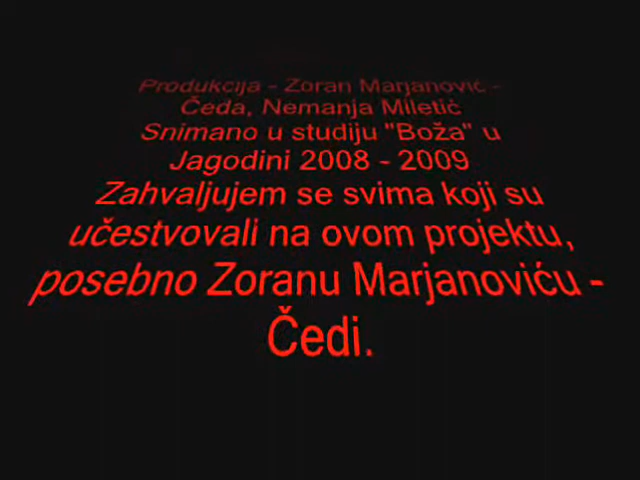 Produkcija - Zoran Marjanović -
Čeda, Nemanja Miletić
Snimano u studiju "Boža" u
Jagodini 2008 - 2009
Zahvaljujem se svima koji su
učestvovali na ovom projektu,
posebno Zoranu Marjanoviću -
Čedi.